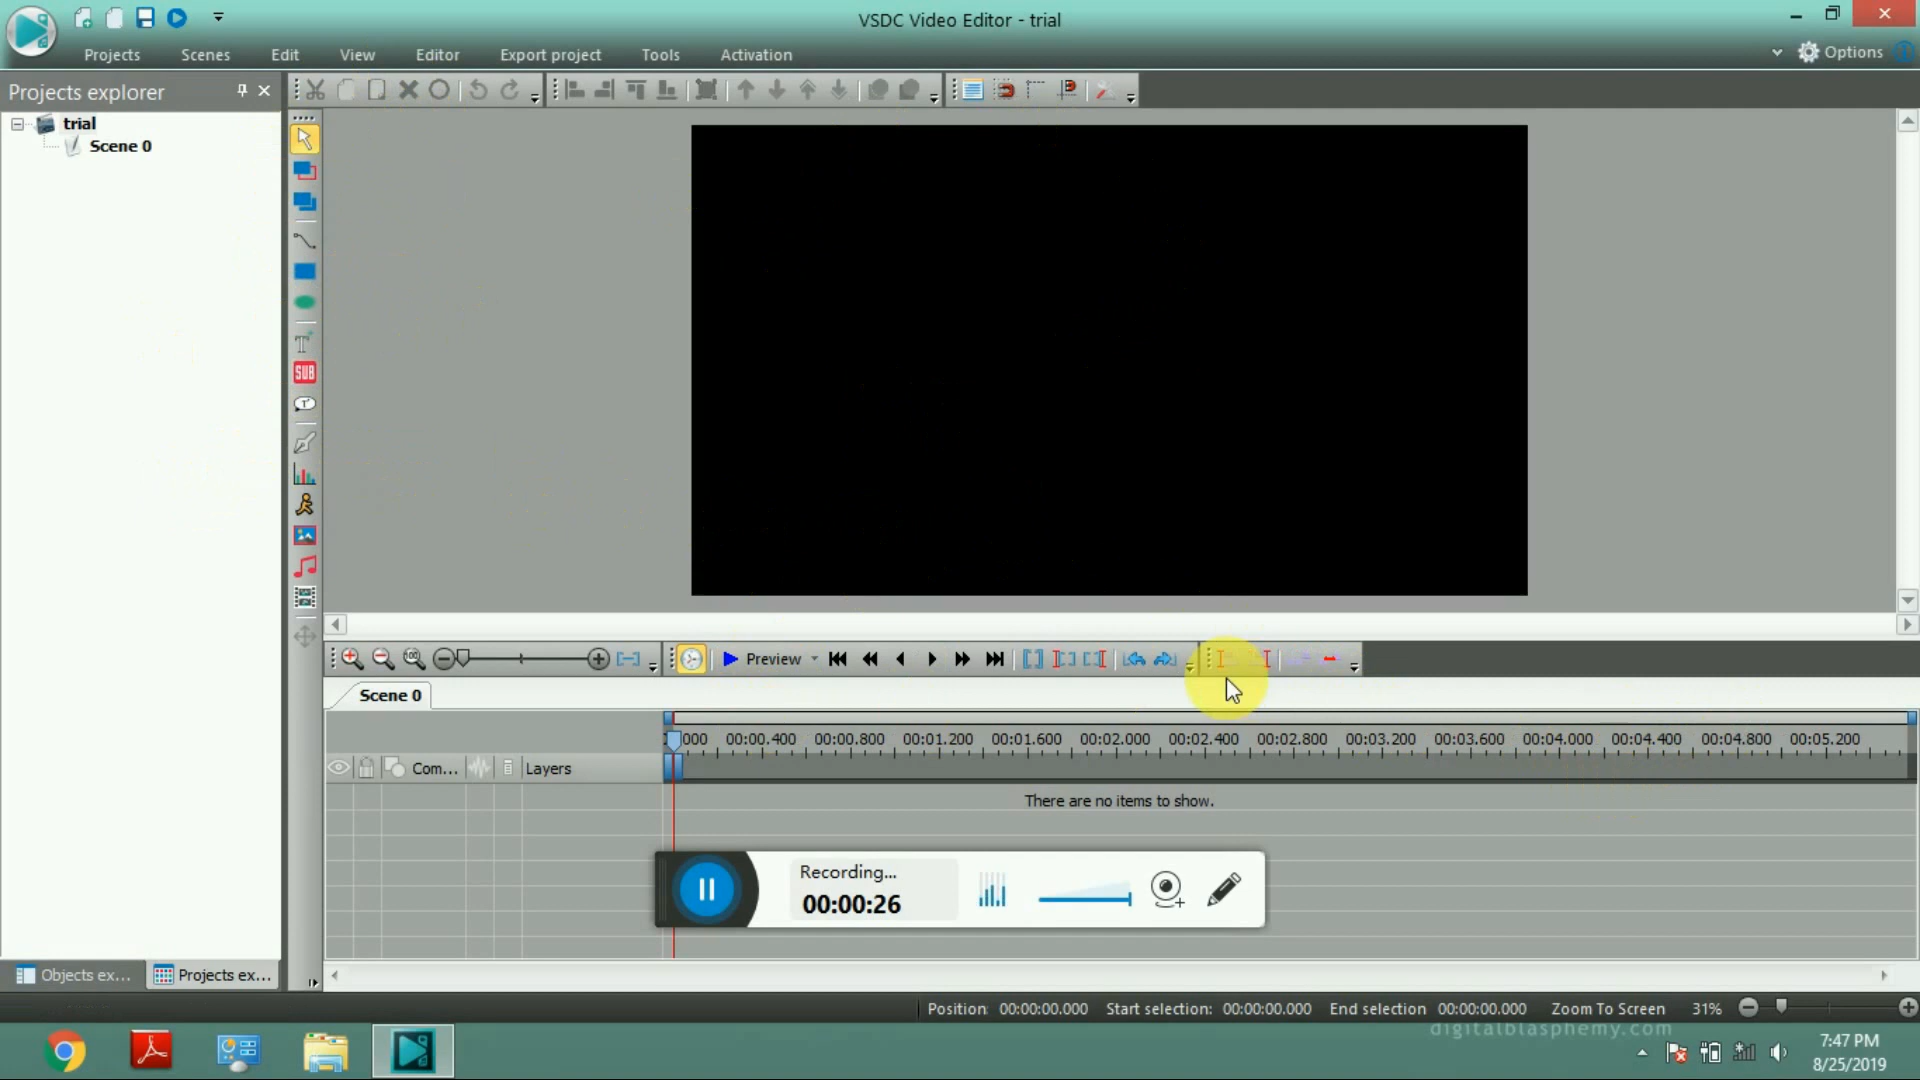 VSDC Video Editor - trial
Projects
Scenes
Edit
View
Editor
Export project
Tools
Activation
Options
Projects explorer
trial
Scene 0
SUB
Preview
Scene 0
000
00:00.400
00:00.800
00:01.200
00:01.600
00:02.000
00:02.400
00:02.800
00:03.200
00:03.600
00:04.000
00:04.400
00:04.800
00:05.200
Com...
Layers
There are no items to show.
Recording...
00:00:26
Objects ex...
Projects ex...
Position: 00:00:00.000
Start selection: 00:00:00.000
End selection 00:00:00.000
Zoom To Screen
31%
digitalblasphemy.com
7:47 PM
8/25/2019